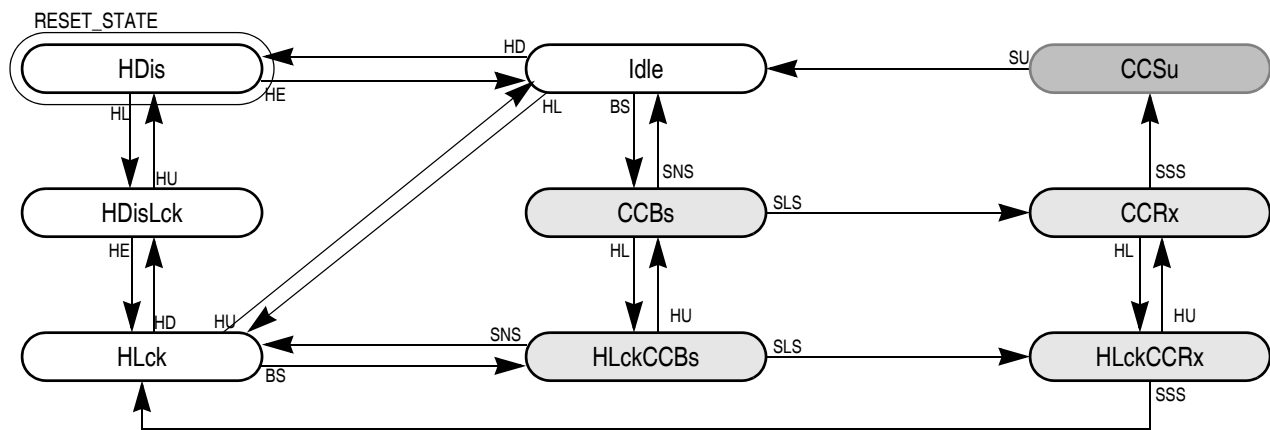 RESET_STATE
HDis
HD
Idle
SU
CCSu
HE
HL
HL
BS
HU
SNS
SSS
HDisLck
CCBs
SLS
CCRx
HE
HL
HL
HD
HU
SNS
HU
SLS
HU
HLck
BS
HLckCCBs
HLckCCRx
SSS